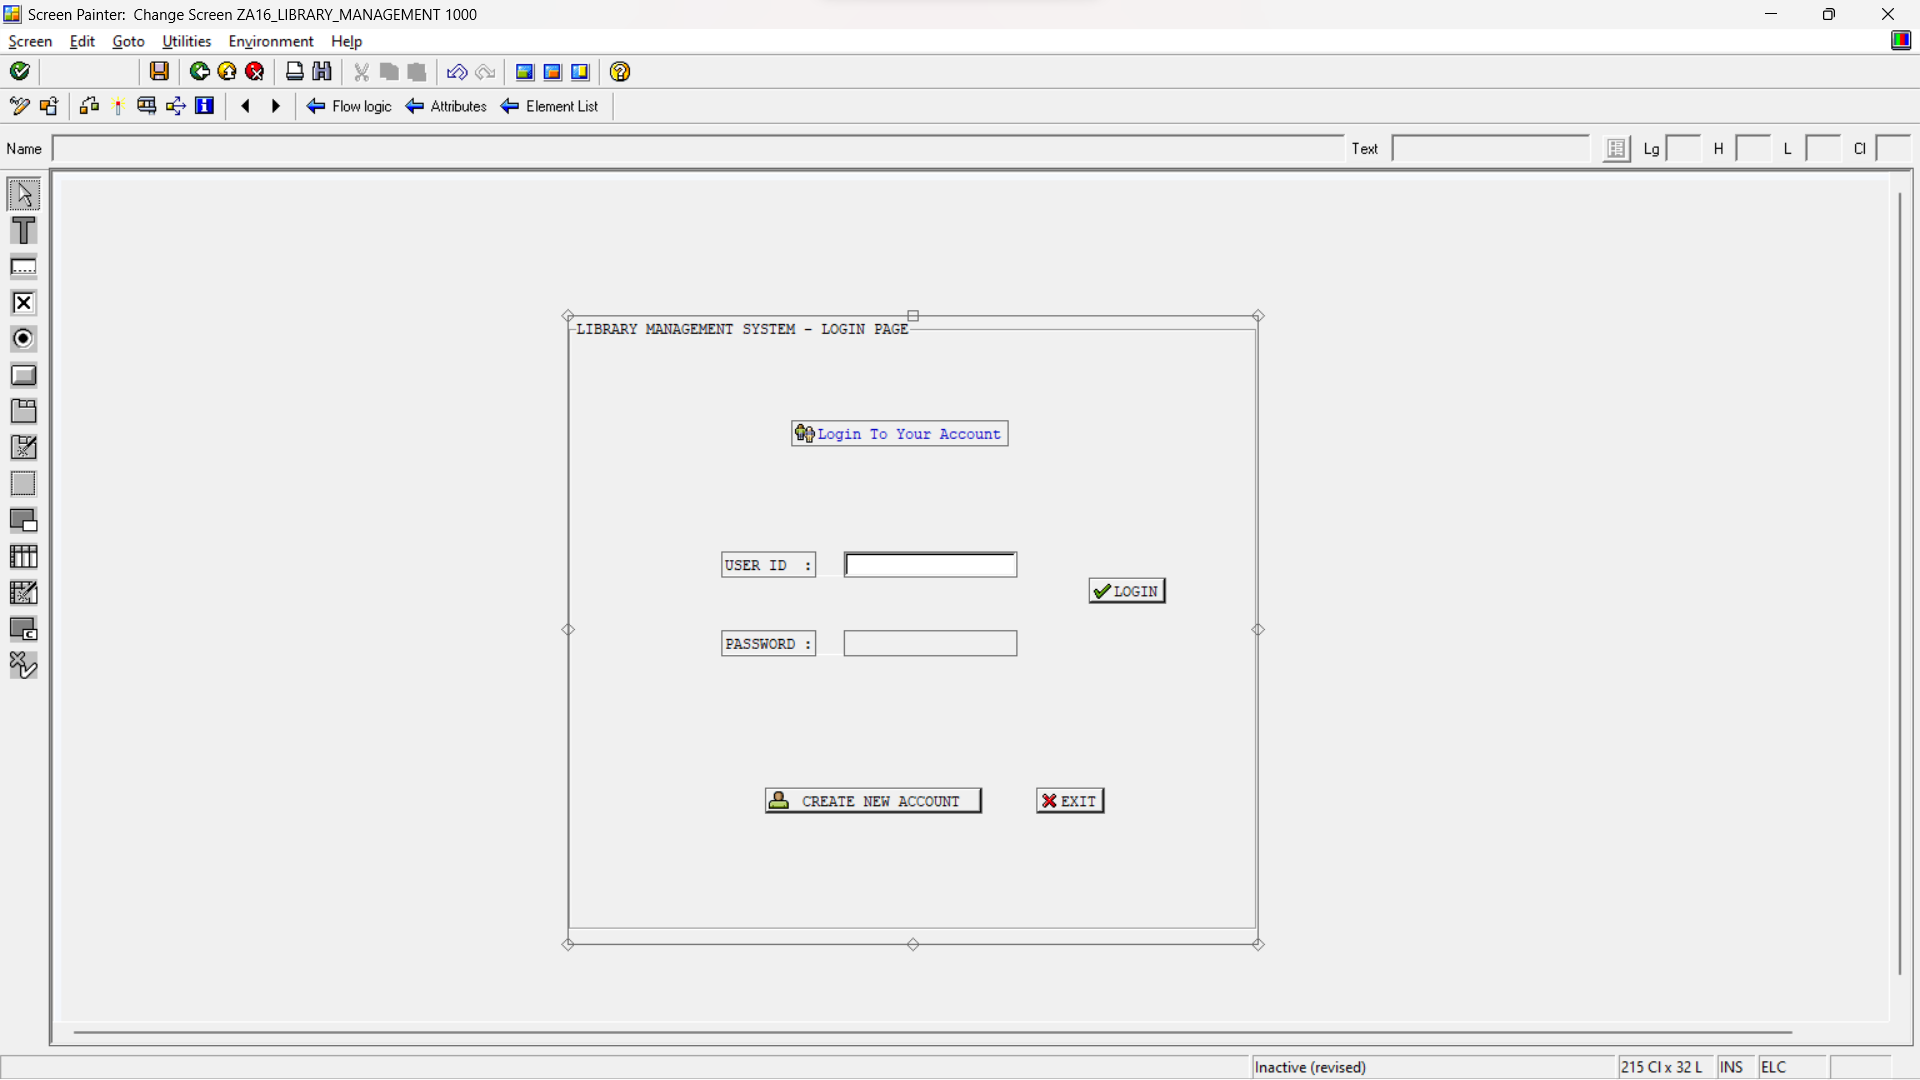 Screen Painter: Change Screen ZA16_LIBRARY_MANAGEMENT 1000
Screen Edit Goto Utilities Environment Help
Flow logic Attributes Element List
Name Text Lg H L Cl
LIBRARY MANAGEMENT SYSTEM - LOGIN PAGE
Login To Your Account
USER ID :
LOGIN
PASSWORD :
CREATE NEW ACCOUNT EXIT
Inactive (revised) 215 Cl x 32 L INS ELC